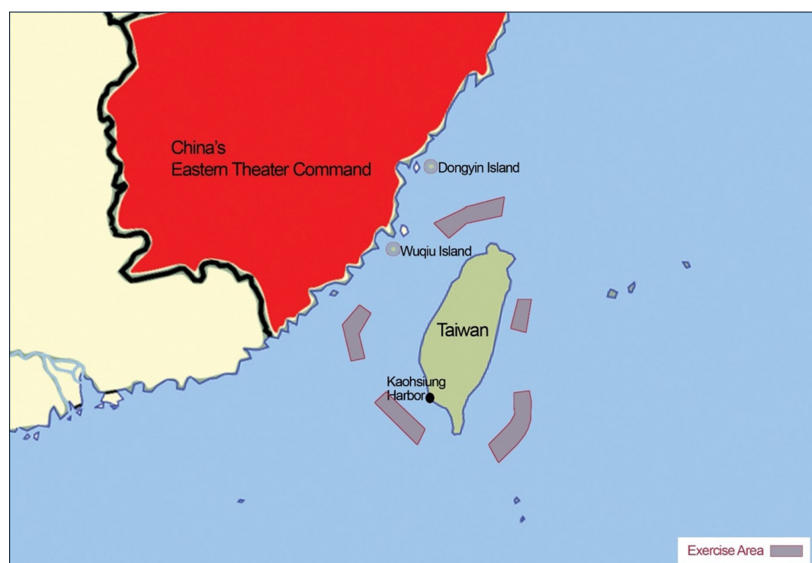 China's
Eastern Theater Command
Dongyin Island
Wuqiu Island
Taiwan
Kaohsiung
Harbor
Exercise Area